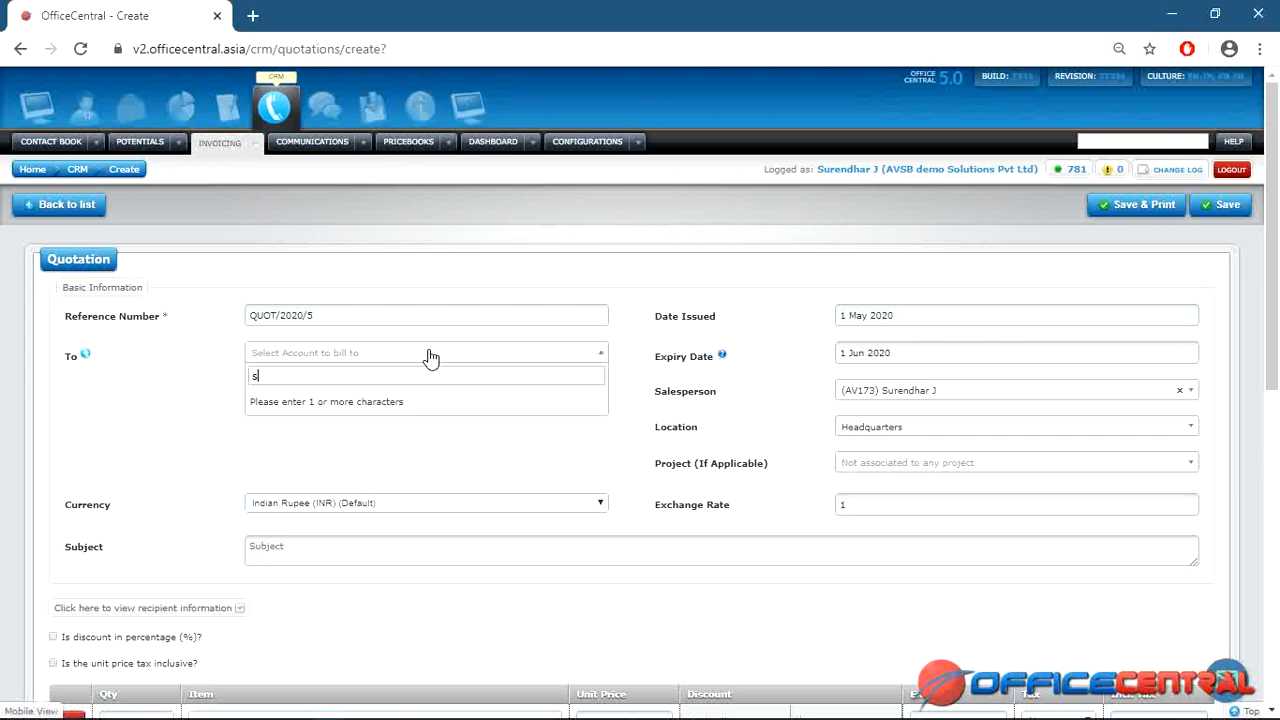 OfficeCentral - Create
v2.officecentral.asia/crm/quotations/create?
CRM
OFFICE CENTRAL 5.0
BUILD:
REVISION:
CULTURE:
CONTACT BOOK
POTENTIALS
INVOICING
COMMUNICATIONS
PRICEBOOKS
DASHBOARD
CONFIGURATIONS
HELP
Home
CRM
Create
Logged as: Surendhar J (AVSB demo Solutions Pvt Ltd)
781
0
CHANGE LOG
LOGOUT
Back to list
Save & Print
Save
Quotation
Basic Information
Reference Number *
QUOT/2020/5
Date Issued
1 May 2020
To
Select Account to bill to
Expiry Date
1 Jun 2020
s
Please enter 1 or more characters
Salesperson
(AV173) Surendhar J
Location
Headquarters
Project (If Applicable)
Not associated to any project
Currency
Indian Rupee (INR) (Default)
Exchange Rate
1
Subject
Subject
Click here to view recipient information
Is discount in percentage (%)?
Is the unit price tax inclusive?
Qty
Item
Unit Price
Discount
Tax
OFFICECENTRAL
Mobile View
Top